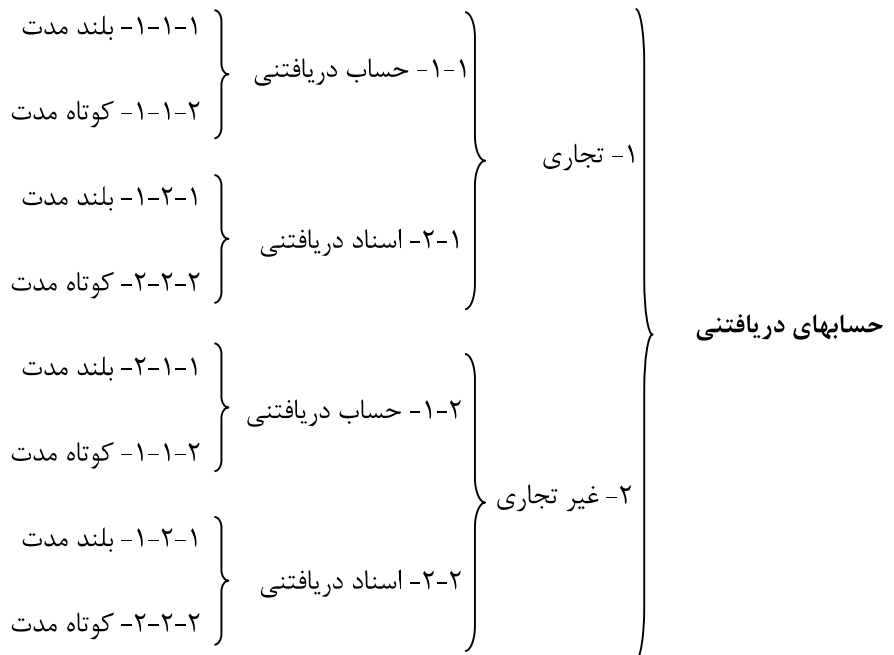 حسابهای دریافتنی
۱- تجاری
۲- غیر تجاری
۱-۱- حساب دریافتنی
۲-۱- اسناد دریافتنی
۱-۲- حساب دریافتنی
۲-۲- اسناد دریافتنی
۱-۱-۱- بلند مدت
۱-۱-۲- کوتاه مدت
۱-۲-۱- بلند مدت
۲-۲-۲- کوتاه مدت
۲-۱-۱- بلند مدت
۱-۱-۲- کوتاه مدت
۱-۲-۱- بلند مدت
۲-۲-۲- کوتاه مدت